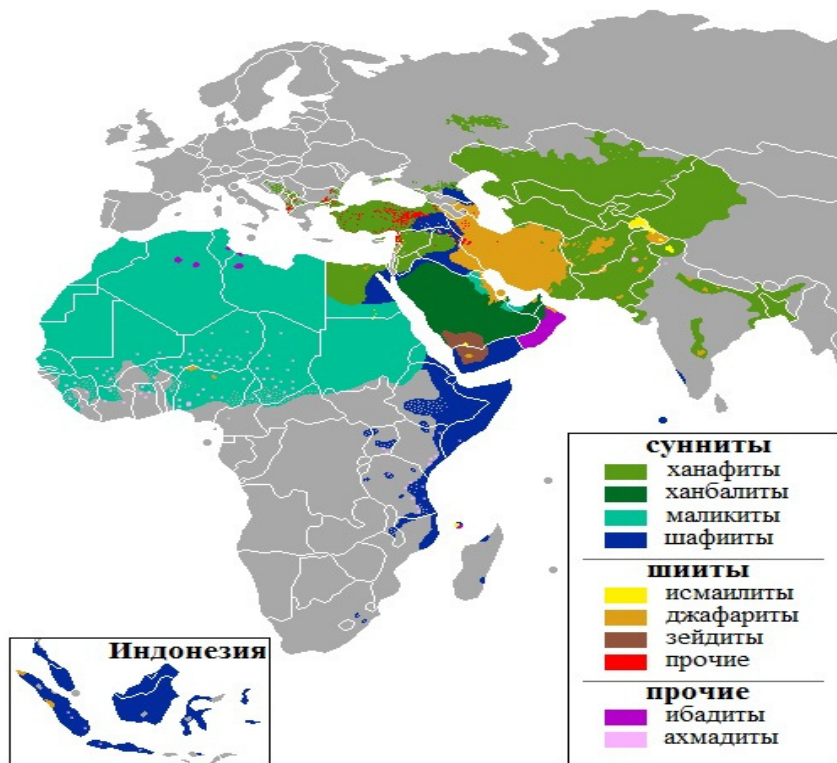 сунниты
ханафиты
ханбалиты
маликиты
шафииты
шииты
исмаилиты
джафариты
зейдиты
прочие
прочие
ибадиты
ахмадиты
Индонезия